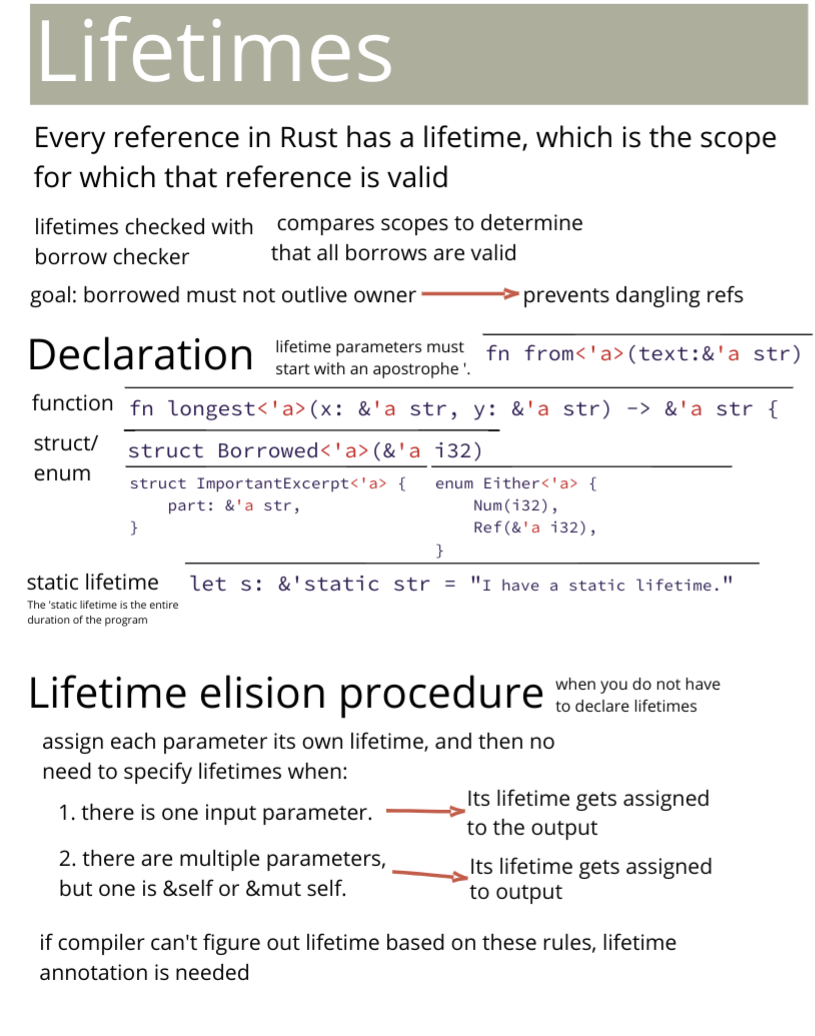 Lifetimes
Every reference in Rust has a lifetime, which is the scope
for which that reference is valid
lifetimes checked with
borrow checker
compares scopes to determine
that all borrows are valid
goal: borrowed must not outlive owner
prevents dangling refs
Declaration
lifetime parameters must
start with an apostrophe '.
fn from<'a>(text:&'a str)
function
fn longest<'a>(x: &'a str, y: &'a str) -> &'a str {
struct/
enum
struct Borrowed<'a>(&'a i32)
struct ImportantExcerpt<'a> {
part: &'a str,
}
enum Either<'a> {
Num(i32),
Ref(&'a i32),
}
static lifetime
The 'static lifetime is the entire
duration of the program
let s: &'static str = "I have a static lifetime."
Lifetime elision procedure
when you do not have
to declare lifetimes
assign each parameter its own lifetime, and then no
need to specify lifetimes when:
1. there is one input parameter.
Its lifetime gets assigned
to the output
2. there are multiple parameters,
but one is &self or &mut self.
Its lifetime gets assigned
to output
if compiler can't figure out lifetime based on these rules, lifetime
annotation is needed